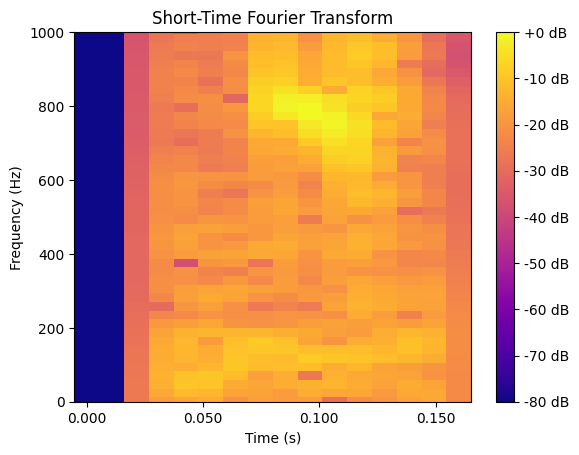 Short-Time Fourier Transform
1000
800
600
400
200
0
Frequency (Hz)
0.000
0.050
0.100
0.150
Time (s)
+0 dB
-10 dB
-20 dB
-30 dB
-40 dB
-50 dB
-60 dB
-70 dB
-80 dB